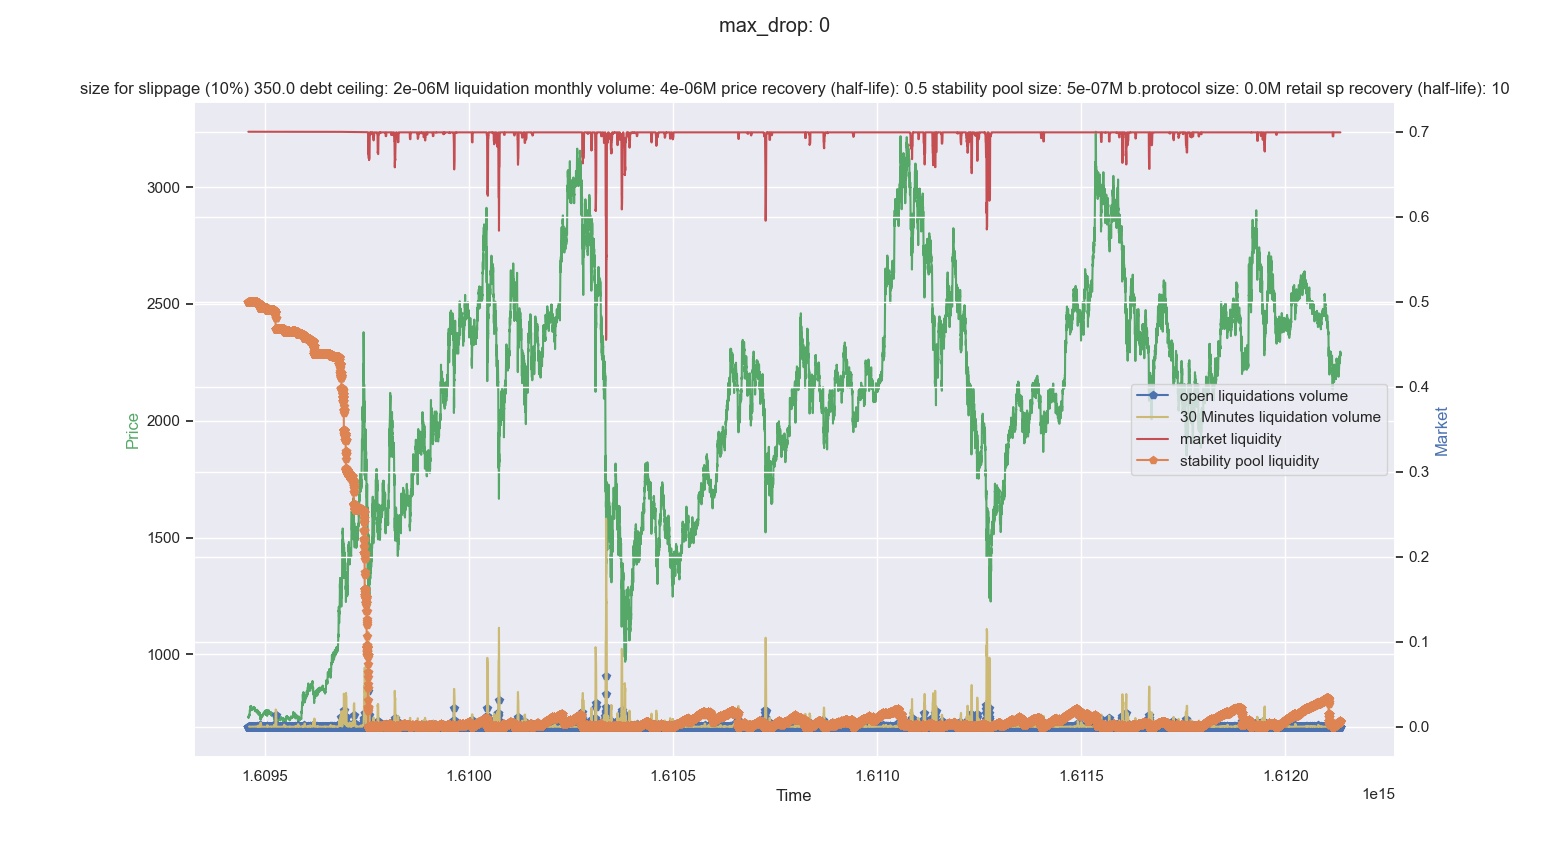 max_drop: 0
size for slippage (10%) 350.0 debt ceiling: 2e-06M liquidation monthly volume: 4e-06M price recovery (half-life): 0.5 stability pool size: 5e-07M b.protocol size: 0.0M retail sp recovery (half-life): 10
3000
2500
2000
1500
1000
Price
0.7
0.6
0.5
0.4
0.3
0.2
0.1
0.0
Market
open liquidations volume
30 Minutes liquidation volume
market liquidity
stability pool liquidity
1.6095 1.6100 1.6105 1.6110 1.6115 1.6120
Time
1e15